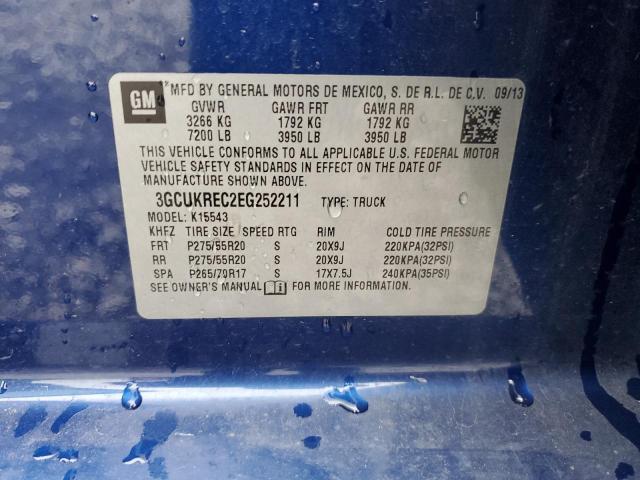 GM
MFD BY GENERAL MOTORS DE MEXICO, S. DE R.L. DE C.V. 09/13
GVWR GAWR FRT GAWR RR
3266 KG 1792 KG 1792 KG
7200 LB 3950 LB 3950 LB
THIS VEHICLE CONFORMS TO ALL APPLICABLE U.S. FEDERAL MOTOR
VEHICLE SAFETY STANDARDS IN EFFECT ON THE DATE OF
MANUFACTURE SHOWN ABOVE.
3GCUKREC2EG252211 TYPE: TRUCK
MODEL: K15543
KHFZ TIRE SIZE SPEED RTG RIM COLD TIRE PRESSURE
FRT P275/55R20 S 20X9J 220KPA(32PSI)
RR P275/55R20 S 20X9J 220KPA(32PSI)
SPA P265/70R17 S 17X7.5J 240KPA(35PSI)
SEE OWNER'S MANUAL FOR MORE INFORMATION.